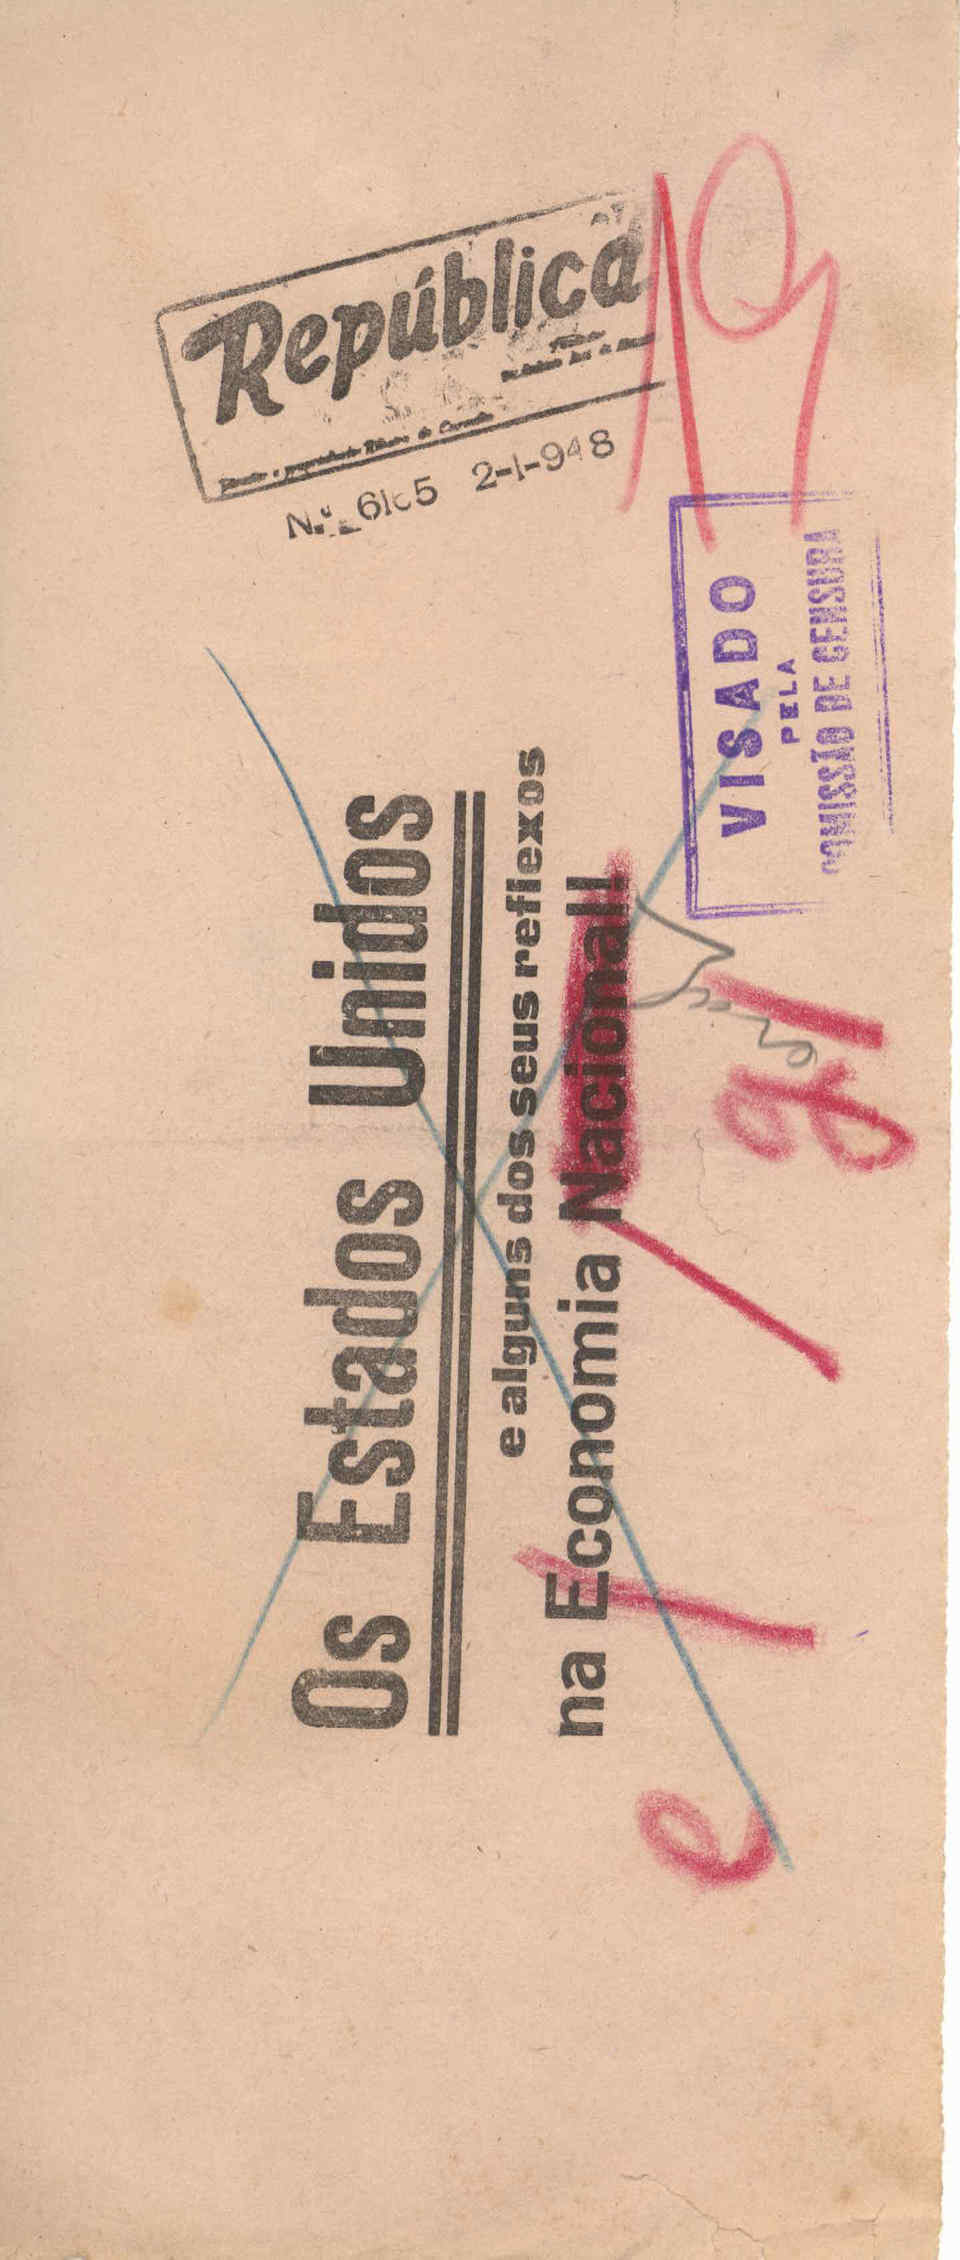 República
N.º 6165 2-1-948
VISADO
PELA
COMISSÃO DE CENSURA
Os Estados Unidos
e alguns dos seus reflexos
na Economia Nacional!